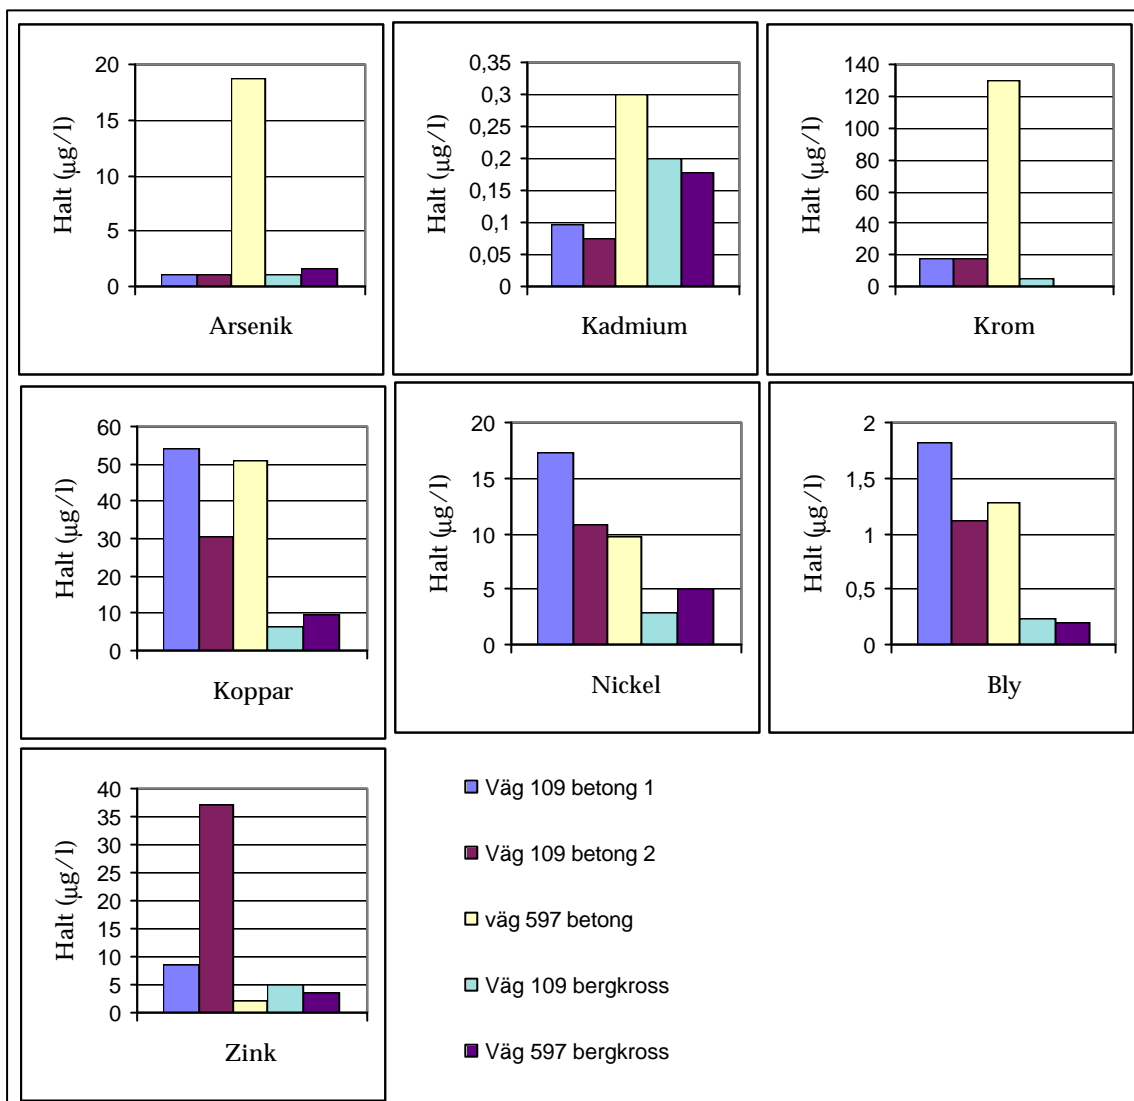 Halt (µg/l)
20
15
10
5
0
Arsenik
Halt (µg/l)
0,35
0,3
0,25
0,2
0,15
0,1
0,05
0
Kadmium
Halt (µg/l)
140
120
100
80
60
40
20
0
Krom
Halt (µg/l)
60
50
40
30
20
10
0
Koppar
Halt (µg/l)
20
15
10
5
0
Nickel
Halt (µg/l)
2
1,5
1
0,5
0
Bly
Halt (µg/l)
40
35
30
25
20
15
10
5
0
Zink
Väg 109 betong 1
Väg 109 betong 2
väg 597 betong
Väg 109 bergkross
Väg 597 bergkross